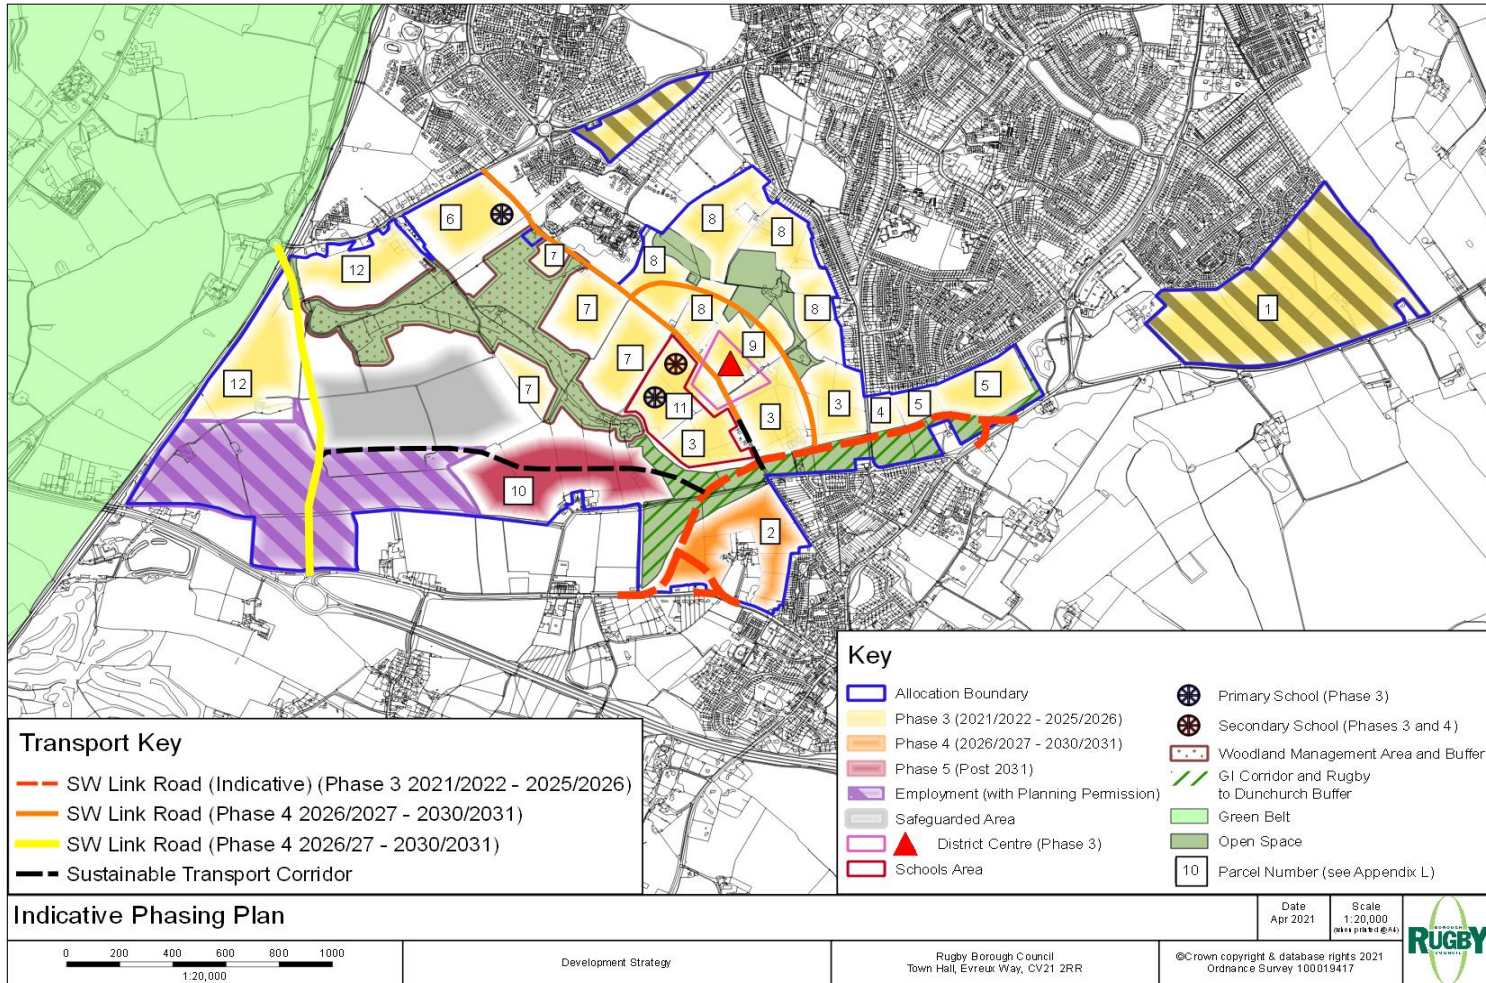 8
8
6
8
12
7
8
7
8
1
9
7
12
7
5
11
3
3
4
5
3
10
2
Key
Allocation Boundary
Phase 3 (2021/2022 - 2025/2026)
Phase 4 (2026/2027 - 2030/2031)
Phase 5 (Post 2031)
Employment (with Planning Permission)
Safeguarded Area
District Centre (Phase 3)
Schools Area
Primary School (Phase 3)
Secondary School (Phases 3 and 4)
Woodland Management Area and Buffer
GI Corridor and Rugby
to Dunchurch Buffer
Green Belt
Open Space
10 Parcel Number (see Appendix L)
Transport Key
SW Link Road (Indicative) (Phase 3 2021/2022 - 2025/2026)
SW Link Road (Phase 4 2026/2027 - 2030/2031)
SW Link Road (Phase 4 2026/27 - 2030/2031)
Sustainable Transport Corridor
Indicative Phasing Plan
Date
Apr 2021
Scale
1:20,000
(when printed @A4)
0 200 400 600 800 1000
1:20,000
Development Strategy
Rugby Borough Council
Town Hall, Evreux Way, CV21 2RR
©Crown copyright & database rights 2021
Ordnance Survey 100019417
BOROUGH
RUGBY
COUNCIL